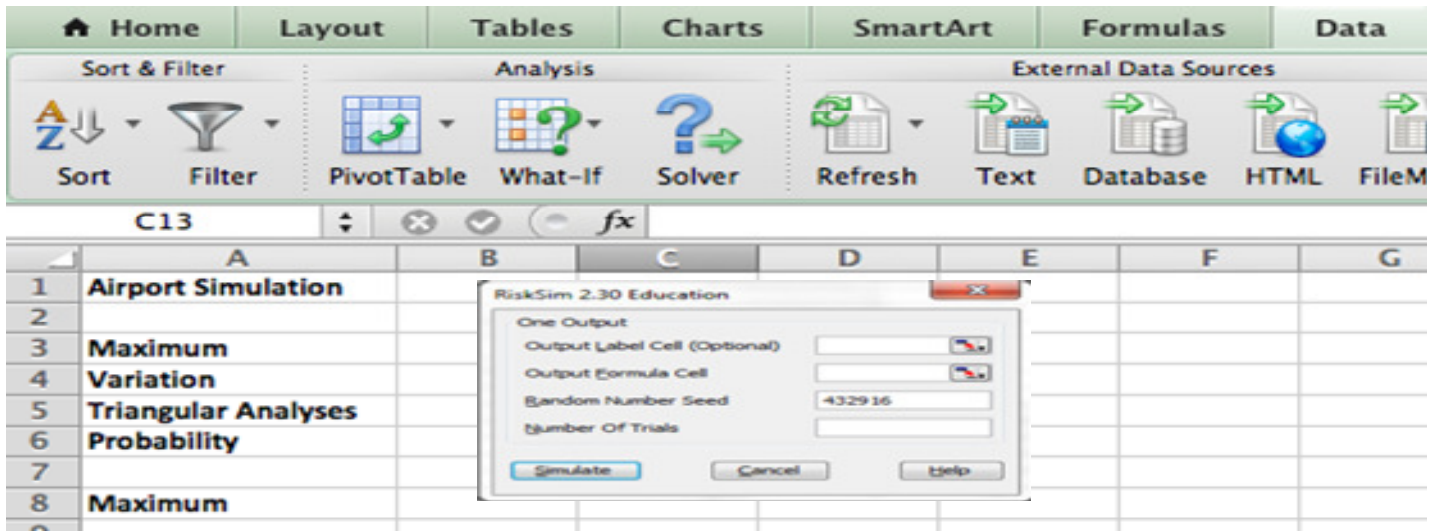 Home Layout Tables Charts SmartArt Formulas Data
Sort & Filter Analysis External Data Sources
A
Z
Sort Filter PivotTable What-If Solver Refresh Text Database HTML FileM
C13 fx
A B C D E F G
1 Airport Simulation
2
3 Maximum
4 Variation
5 Triangular Analyses
6 Probability
7
8 Maximum
RiskSim 2.30 Education
One Output
Output Label Cell (Optional)
Output Formula Cell
Random Number Seed 432916
Number Of Trials
Simulate Cancel Help